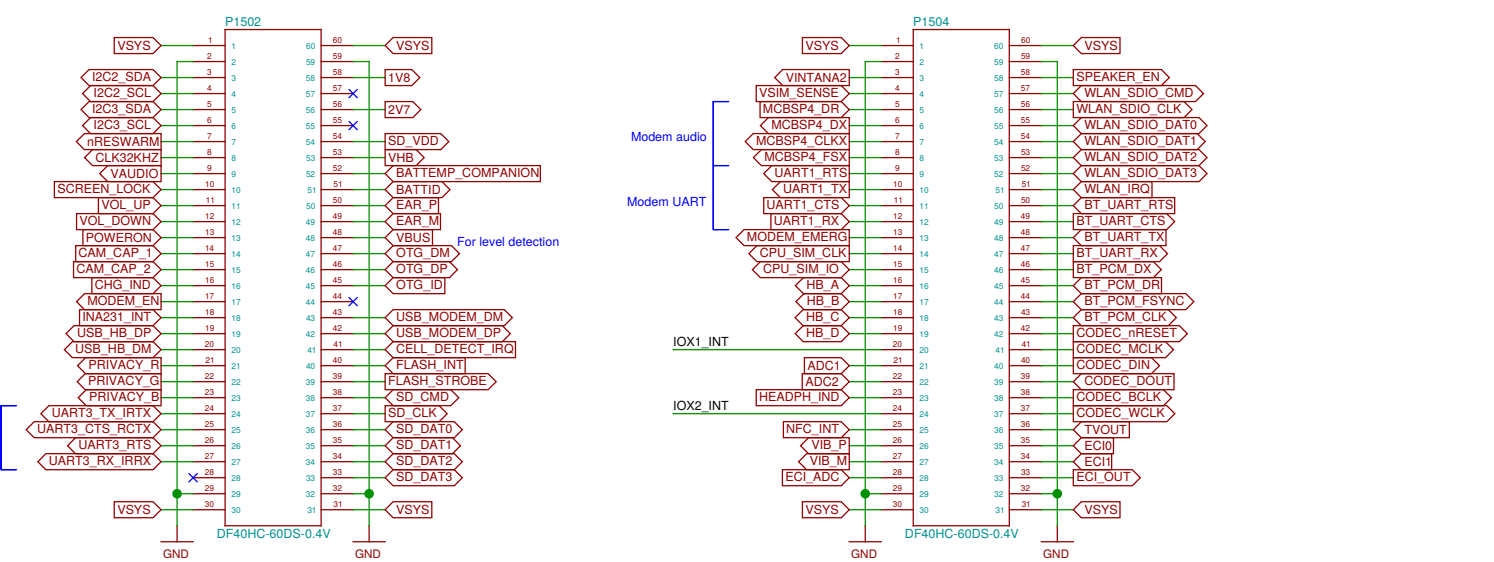 P1502
VSYS 1 1 60 60 VSYS
2 2 59 59
I2C2_SDA 3 3 58 58 1V8
I2C2_SCL 4 4 57 57
I2C3_SDA 5 5 56 56 2V7
I2C3_SCL 6 6 55 55
nRESWARM 7 7 54 54 SD_VDD
CLK32KHZ 8 8 53 53 VHB
VAUDIO 9 9 52 52 BATTEMP_COMPANION
SCREEN_LOCK 10 10 51 51 BATTID
VOL_UP 11 11 50 50 EAR_P
VOL_DOWN 12 12 49 49 EAR_M
POWERON 13 13 48 48 VBUS For level detection
CAM_CAP_1 14 14 47 47 OTG_DM
CAM_CAP_2 15 15 46 46 OTG_DP
CHG_IND 16 16 45 45 OTG_ID
MODEM_EN 17 17 44 44
INA231_INT 18 18 43 43 USB_MODEM_DM
USB_HB_DP 19 19 42 42 USB_MODEM_DP
USB_HB_DM 20 20 41 41 CELL_DETECT_IRQ
PRIVACY_R 21 21 40 40 FLASH_INT
PRIVACY_G 22 22 39 39 FLASH_STROBE
PRIVACY_B 23 23 38 38 SD_CMD
UART3_TX_IRTX 24 24 37 37 SD_CLK
UART3_CTS_RCTX 25 25 36 36 SD_DAT0
UART3_RTS 26 26 35 35 SD_DAT1
UART3_RX_IRRX 27 27 34 34 SD_DAT2
28 28 33 33 SD_DAT3
29 29 32 32
VSYS 30 30 31 31 VSYS
DF40HC-60DS-0.4V
GND GND
P1504
VSYS 1 1 60 60 VSYS
2 2 59 59
VINTANA2 3 3 58 58 SPEAKER_EN
VSIM_SENSE 4 4 57 57 WLAN_SDIO_CMD
MCBSP4_DR 5 5 56 56 WLAN_SDIO_CLK
MCBSP4_DX 6 6 55 55 WLAN_SDIO_DAT0
Modem audio
MCBSP4_CLKX 7 7 54 54 WLAN_SDIO_DAT1
MCBSP4_FSX 8 8 53 53 WLAN_SDIO_DAT2
UART1_RTS 9 9 52 52 WLAN_SDIO_DAT3
UART1_TX 10 10 51 51 WLAN_IRQ
Modem UART
UART1_CTS 11 11 50 50 BT_UART_RTS
UART1_RX 12 12 49 49 BT_UART_CTS
MODEM_EMERG 13 13 48 48 BT_UART_TX
CPU_SIM_CLK 14 14 47 47 BT_UART_RX
CPU_SIM_IO 15 15 46 46 BT_PCM_DX
HB_A 16 16 45 45 BT_PCM_DR
HB_B 17 17 44 44 BT_PCM_FSYNC
HB_C 18 18 43 43 BT_PCM_CLK
HB_D 19 19 42 42 CODEC_nRESET
IOX1_INT 20 20 41 41 CODEC_MCLK
ADC1 21 21 40 40 CODEC_DIN
ADC2 22 22 39 39 CODEC_DOUT
HEADPH_IND 23 23 38 38 CODEC_BCLK
IOX2_INT 24 24 37 37 CODEC_WCLK
NFC_INT 25 25 36 36 TVOUT
VIB_P 26 26 35 35 ECI0
VIB_M 27 27 34 34 ECI1
ECI_ADC 28 28 33 33 ECI_OUT
29 29 32 32
VSYS 30 30 31 31 VSYS
DF40HC-60DS-0.4V
GND GND